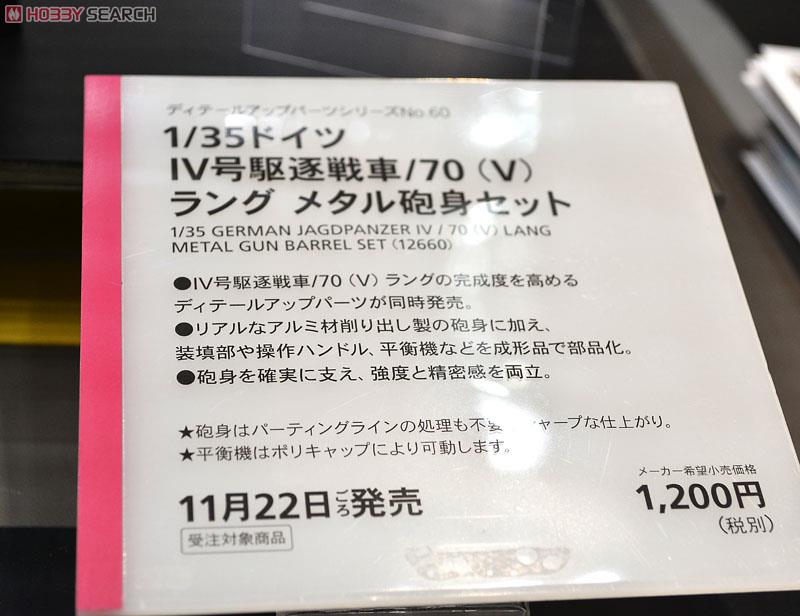 HOBBY SEARCH
ディテールアップパーツシリーズNo.60
1/35ドイツ
IV号駆逐戦車/70（V）
ラング メタル砲身セット
1/35 GERMAN JAGDPANZER IV / 70 (V) LANG
METAL GUN BARREL SET (12660)
●IV号駆逐戦車/70（V）ラングの完成度を高める
ディテールアップパーツが同時発売。
●リアルなアルミ材削り出し製の砲身に加え、
装填部や操作ハンドル、平衡機などを成形品で部品化。
●砲身を確実に支え、強度と精密感を両立。
★砲身はパーティングラインの処理も不要 シャープな仕上がり。
★平衡機はポリキャップにより可動します。
11月22日ごろ発売
受注対象商品
メーカー希望小売価格
1,200円
（税別）